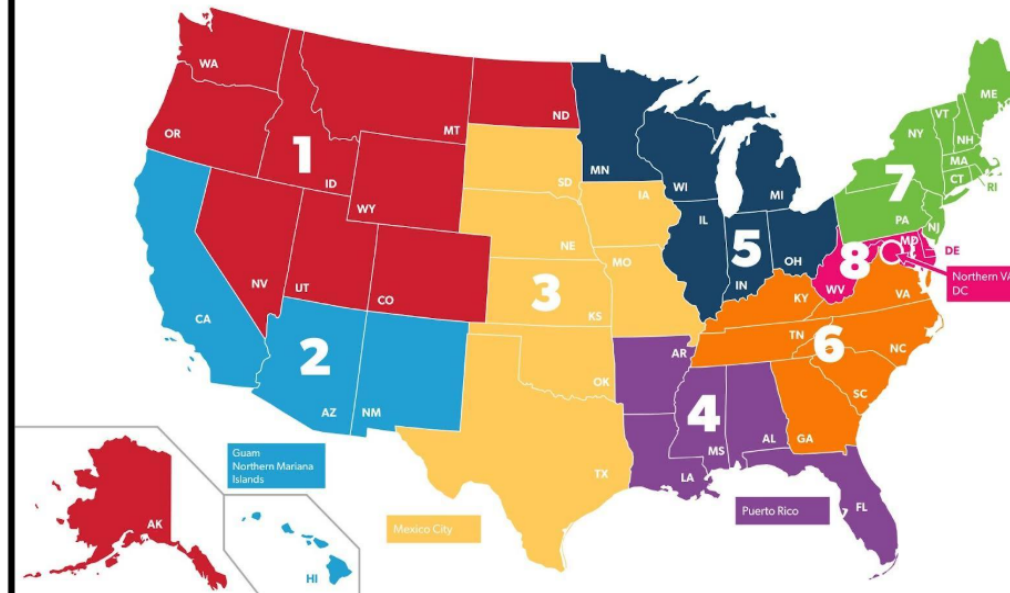 WA
OR
1
ID
MT
WY
ND
SD
NE
3
KS
MN
IA
WI
MI
IL
5
IN
OH
MO
ME
VT
NY
NH
MA
CT
RI
7
PA
NJ
MD
DE
8
WV
Northern
DC
KY
VA
TN
6
NC
SC
CA
NV
UT
CO
2
AZ
NM
OK
TX
AR
4
MS
AL
GA
LA
FL
Guam
Northern Mariana
Islands
Mexico City
Puerto Rico
AK
HI